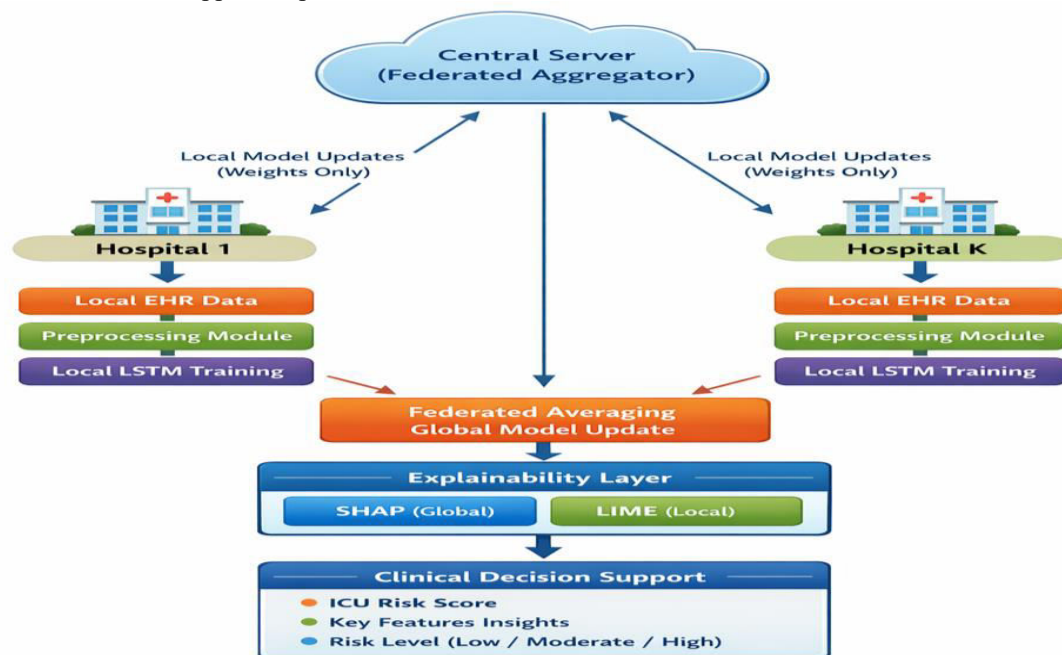 Central Server
(Federated Aggregator)
Local Model Updates
(Weights Only)
Local Model Updates
(Weights Only)
Hospital 1
Local EHR Data
Preprocessing Module
Local LSTM Training
Hospital K
Local EHR Data
Preprocessing Module
Local LSTM Training
Federated Averaging
Global Model Update
Explainability Layer
SHAP (Global)
LIME (Local)
Clinical Decision Support
ICU Risk Score
Key Features Insights
Risk Level (Low / Moderate / High)